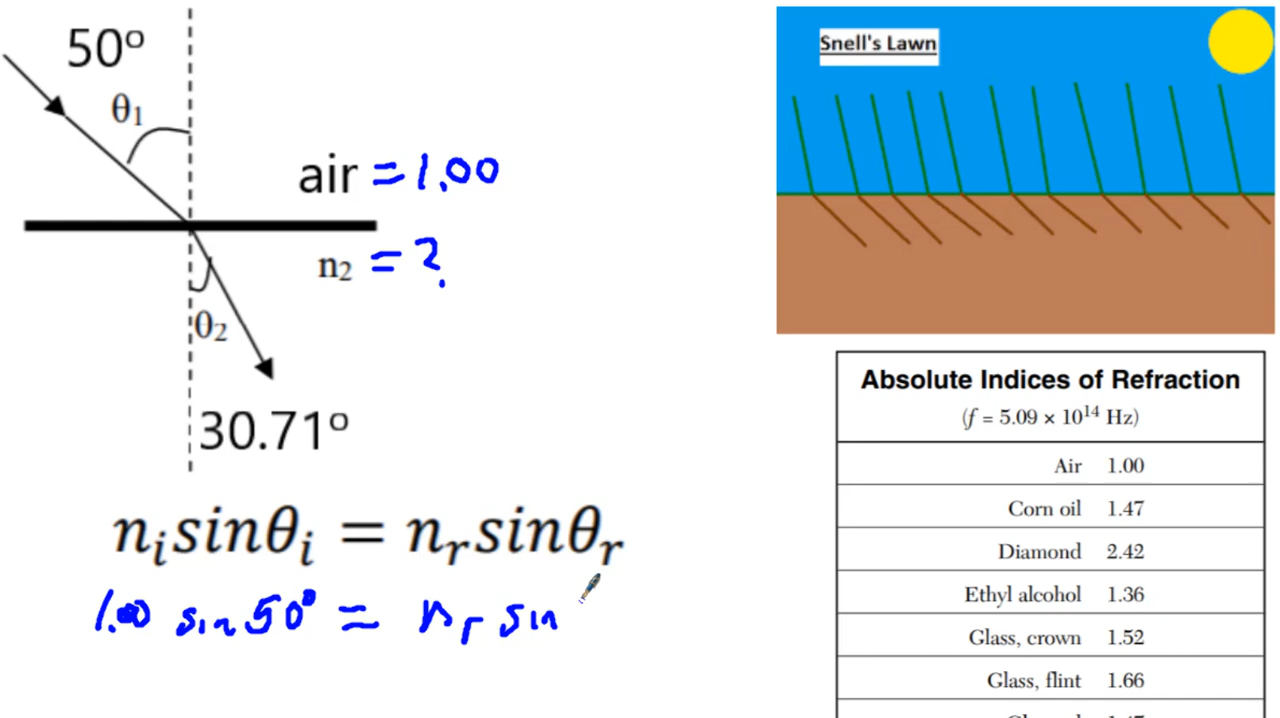 50°
θ1
air = 1.00
n2 = ?
θ2
30.71°
nᵢsinθᵢ = nᵣsinθᵣ
1.00 sin 50° = nᵣ sin
Snell's Lawn
Absolute Indices of Refraction
(f = 5.09 × 10¹⁴ Hz)
Air 1.00
Corn oil 1.47
Diamond 2.42
Ethyl alcohol 1.36
Glass, crown 1.52
Glass, flint 1.66